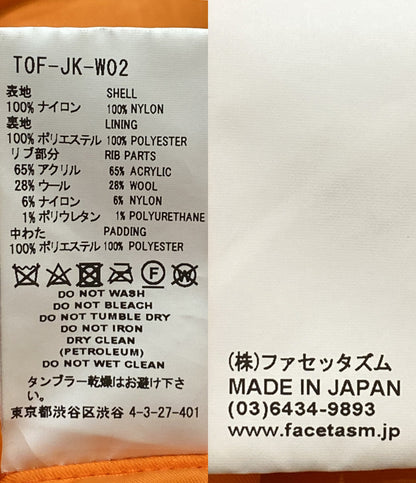 TOF-JK-W02
表地 SHELL
100% ナイロン 100% NYLON
裏地 LINING
100% ポリエステル 100% POLYESTER
リブ部分 RIB PARTS
65% アクリル 65% ACRYLIC
28% ウール 28% WOOL
6% ナイロン 6% NYLON
1% ポリウレタン 1% POLYURETHANE
中わた PADDING
100% ポリエステル 100% POLYESTER
F W
DO NOT WASH
DO NOT BLEACH
DO NOT TUMBLE DRY
DO NOT IRON
DRY CLEAN
(PETROLEUM)
DO NOT WET CLEAN
タンブラー乾燥はお避け下さ
い。
東京都渋谷区渋谷 4-3-27-401
(株)ファセッタズム
MADE IN JAPAN
(03)6434-9893
www.facetasm.jp